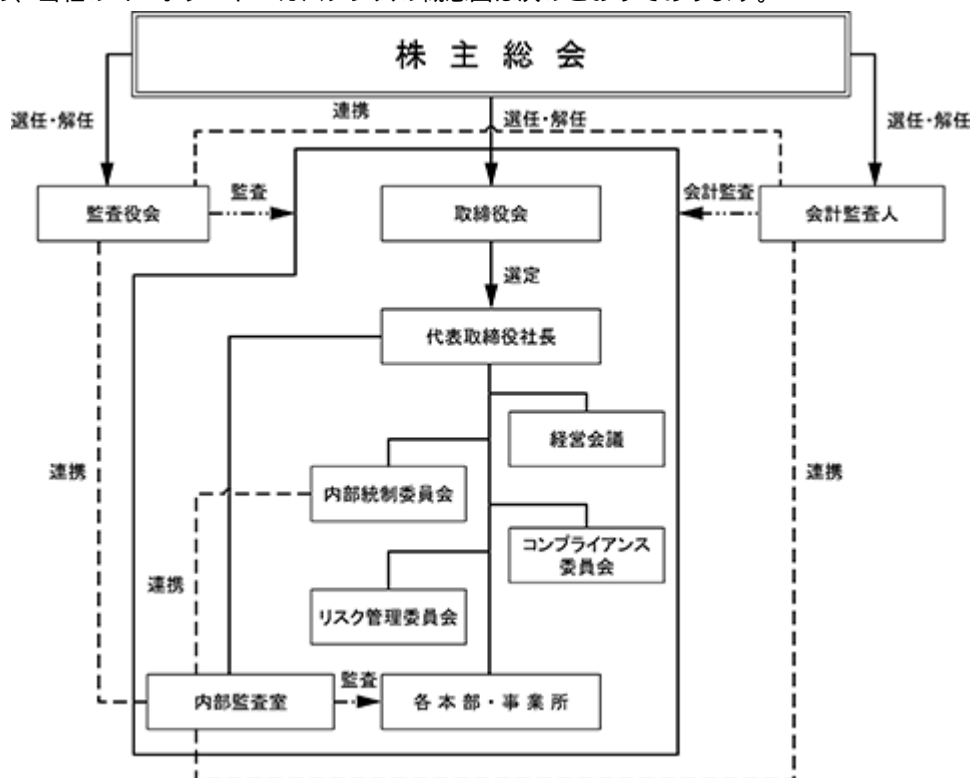 株主総会
連携
選任・解任
選任・解任
選任・解任
監査役会
監査
取締役会
会計監査
会計監査人
選定
代表取締役社長
経営会議
連携
内部統制委員会
連携
コンプライアンス
委員会
連携
リスク管理委員会
内部監査室
監査
各本部・事業所